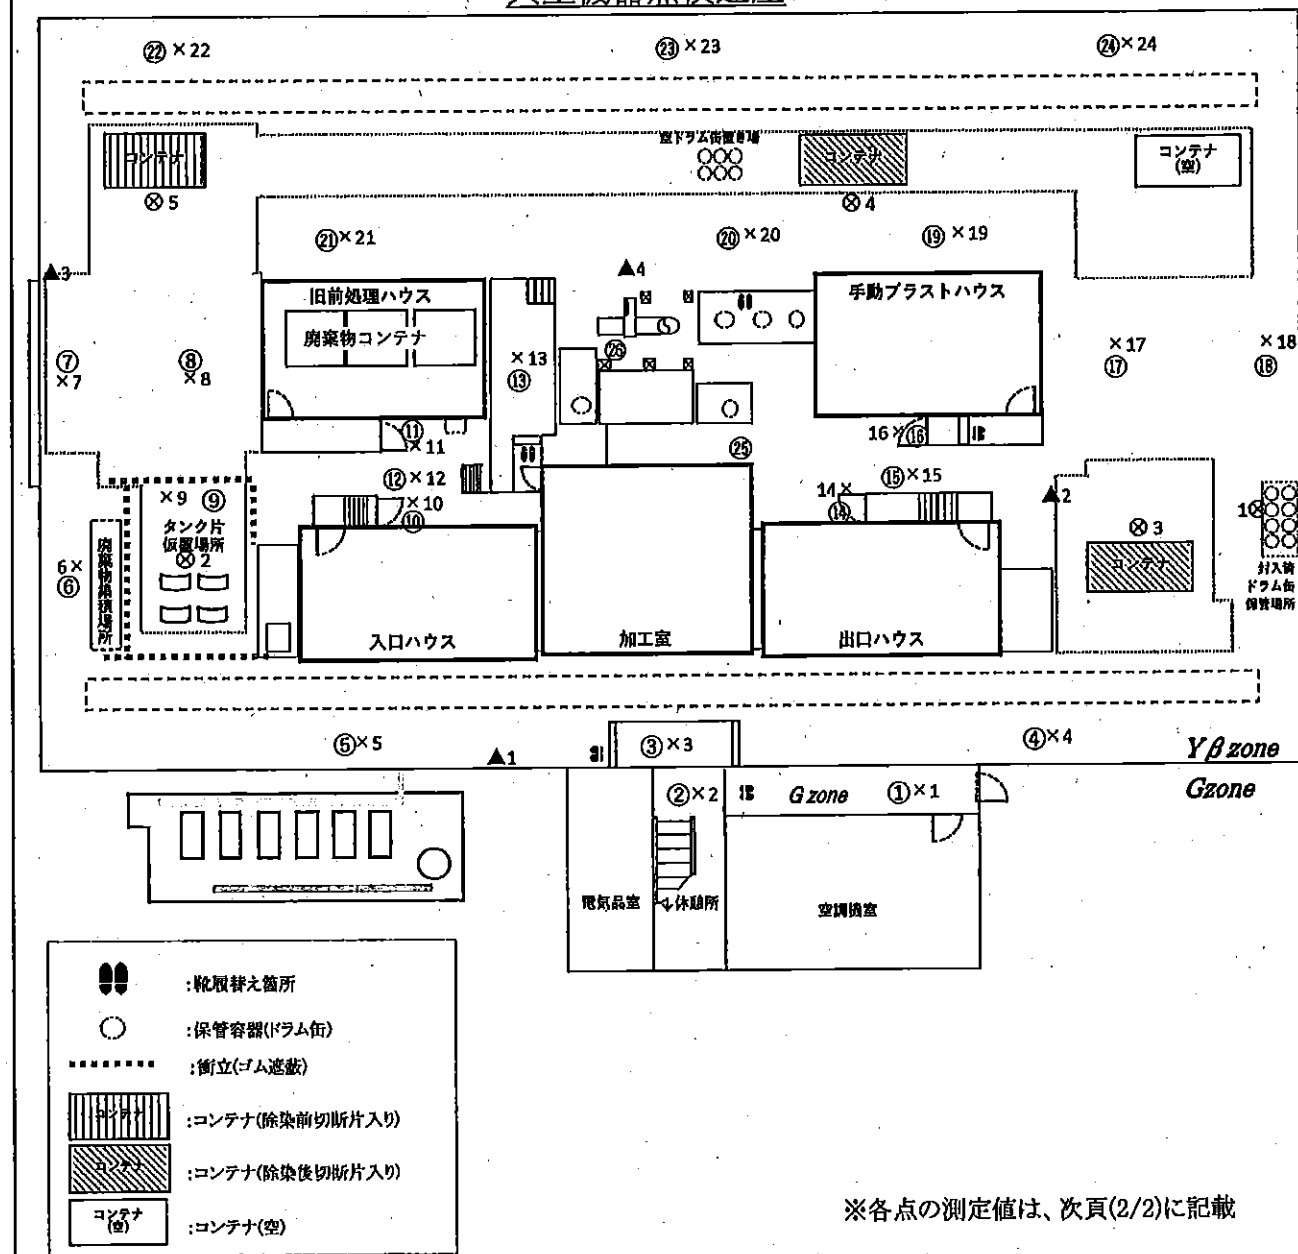 ㉒ × 22
㉓ × 23
㉔ × 24
コンテナ
⊗ 5
空ドラム缶置き場
コンテナ
⊗ 4
コンテナ
(空)
㉑ × 21
⑳ × 20
⑲ × 19
▲3
▲4
旧前処理ハウス
廃棄物コンテナ
手動ブラストハウス
⑦
×7
⑧
×8
×13
⑬
㉖
×17
⑰
×18
⑱
⑪
×11
16×
⑯
⑫ ×12
㉕
×10
⑩
⑮ ×15
14×
⑭
▲2
×9 ⑨
タンク片
仮置場所
⊗ 2
廃棄物集積場所
6×
⑥
1⊗
⊗ 3
コンテナ
封入済
ドラム缶
保管場所
入口ハウス
加工室
出口ハウス
⑤×5
▲1
③×3
④×4
Yβzone
Gzone
②×2
Gzone
①×1
電気品室
休憩所
空調機室
:靴履替え箇所
:保管容器(ドラム缶)
:衝立(ゴム遮蔽)
コンテナ
:コンテナ(除染前切断片入り)
コンテナ
:コンテナ(除染後切断片入り)
コンテナ
(空)
:コンテナ(空)
※各点の測定値は、次頁(2/2)に記載